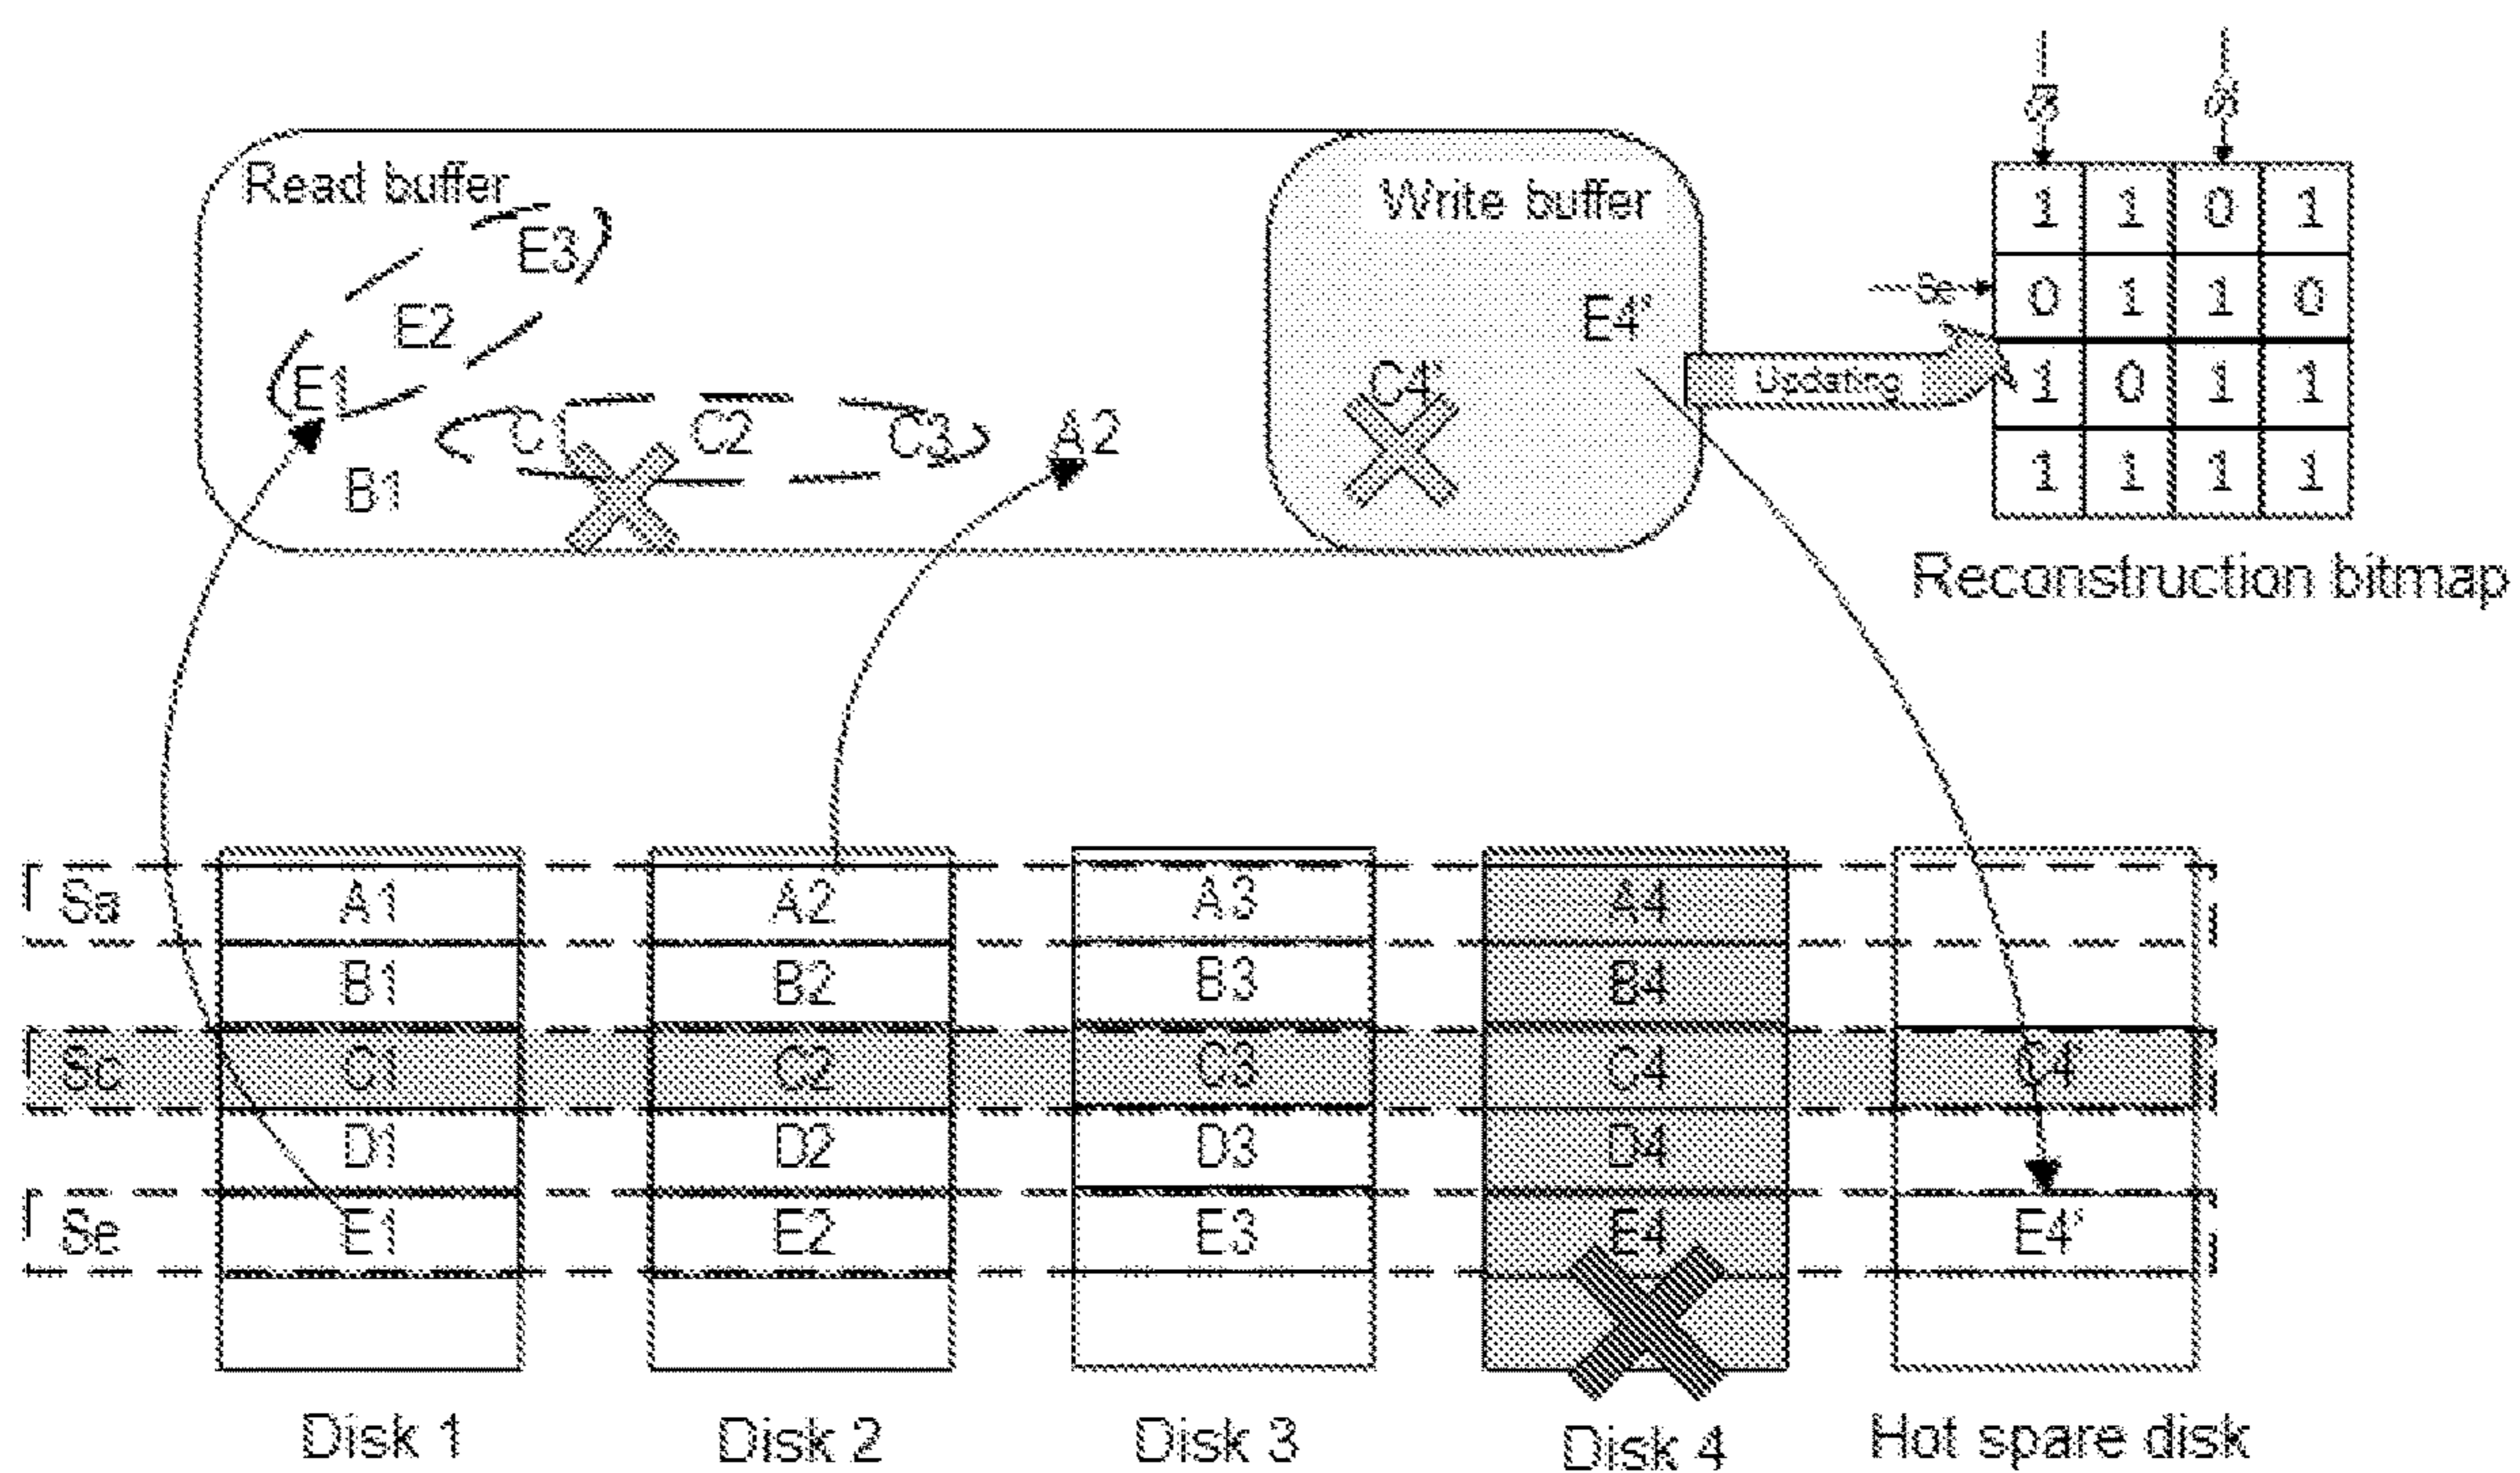 Read buffer
Write buffer
E3
E2
E4'
E1
C4'
C1 C2 C3 A2
B1
Sa Sc
Se
1 1 0 1
0 1 1 0
1 0 1 1
1 1 1 1
Updating
Reconstruction bitmap
Sa A1 A2 A3 A4
B1 B2 B3 B4
Sc C1 C2 C3 C4 C4'
D1 D2 D3 D4
Se E1 E2 E3 E4 E4'
Disk 1 Disk 2 Disk 3 Disk 4 Hot spare disk